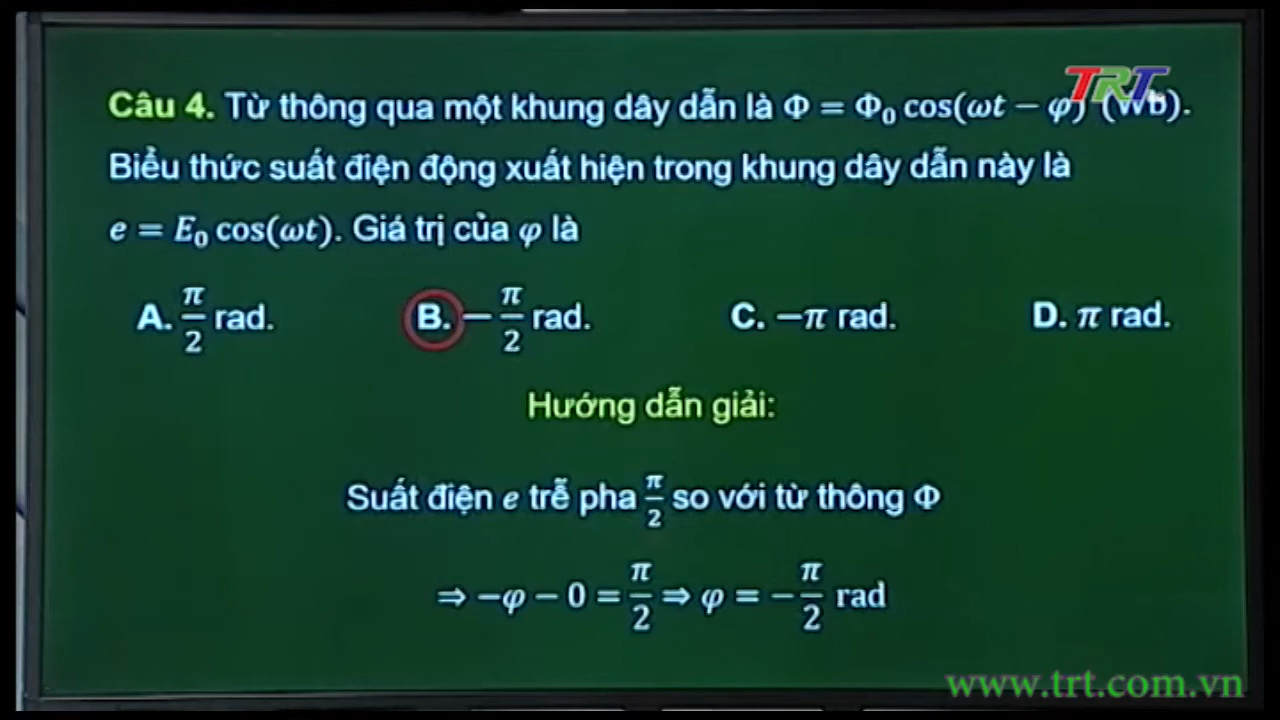 TRT
Câu 4. Từ thông qua một khung dây dẫn là Φ = Φ₀ cos(ωt − φ) (Wb).
Biểu thức suất điện động xuất hiện trong khung dây dẫn này là
e = E₀ cos(ωt). Giá trị của φ là
A. π/2 rad. B. −π/2 rad. C. −π rad. D. π rad.
Hướng dẫn giải:
Suất điện e trễ pha π/2 so với từ thông Φ
⇒ −φ − 0 = π/2 ⇒ φ = −π/2 rad
www.trt.com.vn